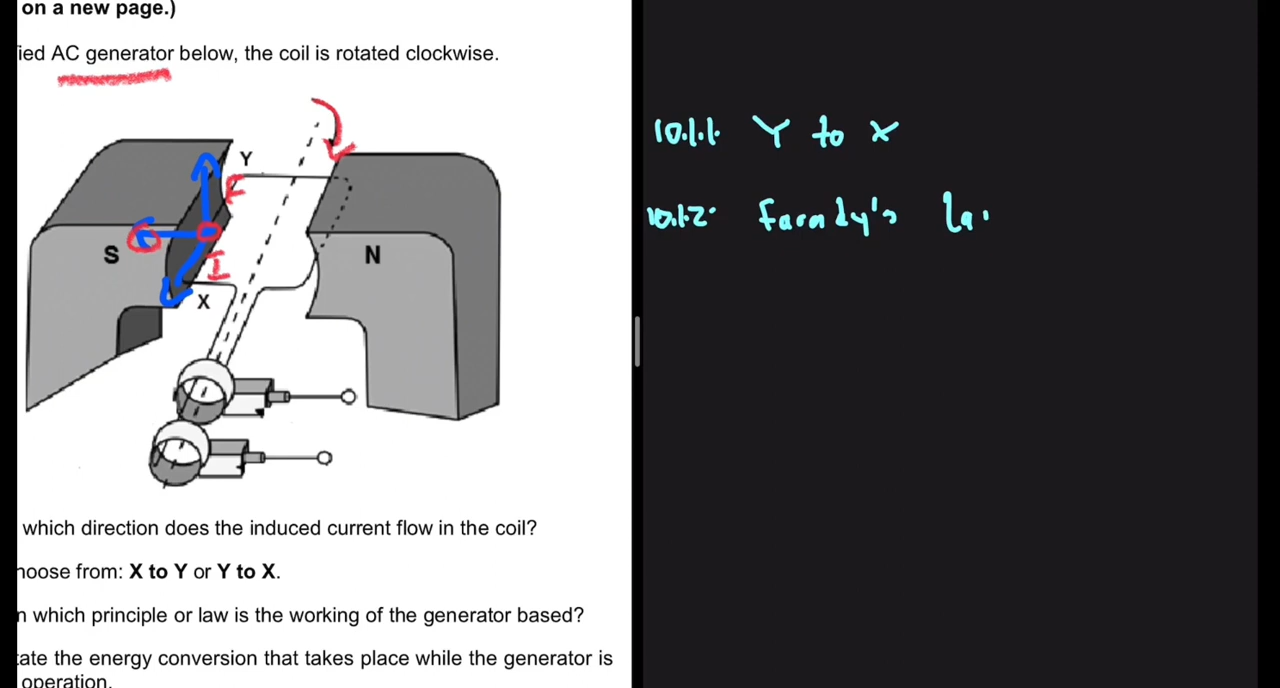 on a new page.)
ied AC generator below, the coil is rotated clockwise.
Y
S
N
I
X
which direction does the induced current flow in the coil?
hoose from: X to Y or Y to X.
n which principle or law is the working of the generator based?
tate the energy conversion that takes place while the generator is
operation.
10.1.1. Y to X
10.1.2. Farady's la